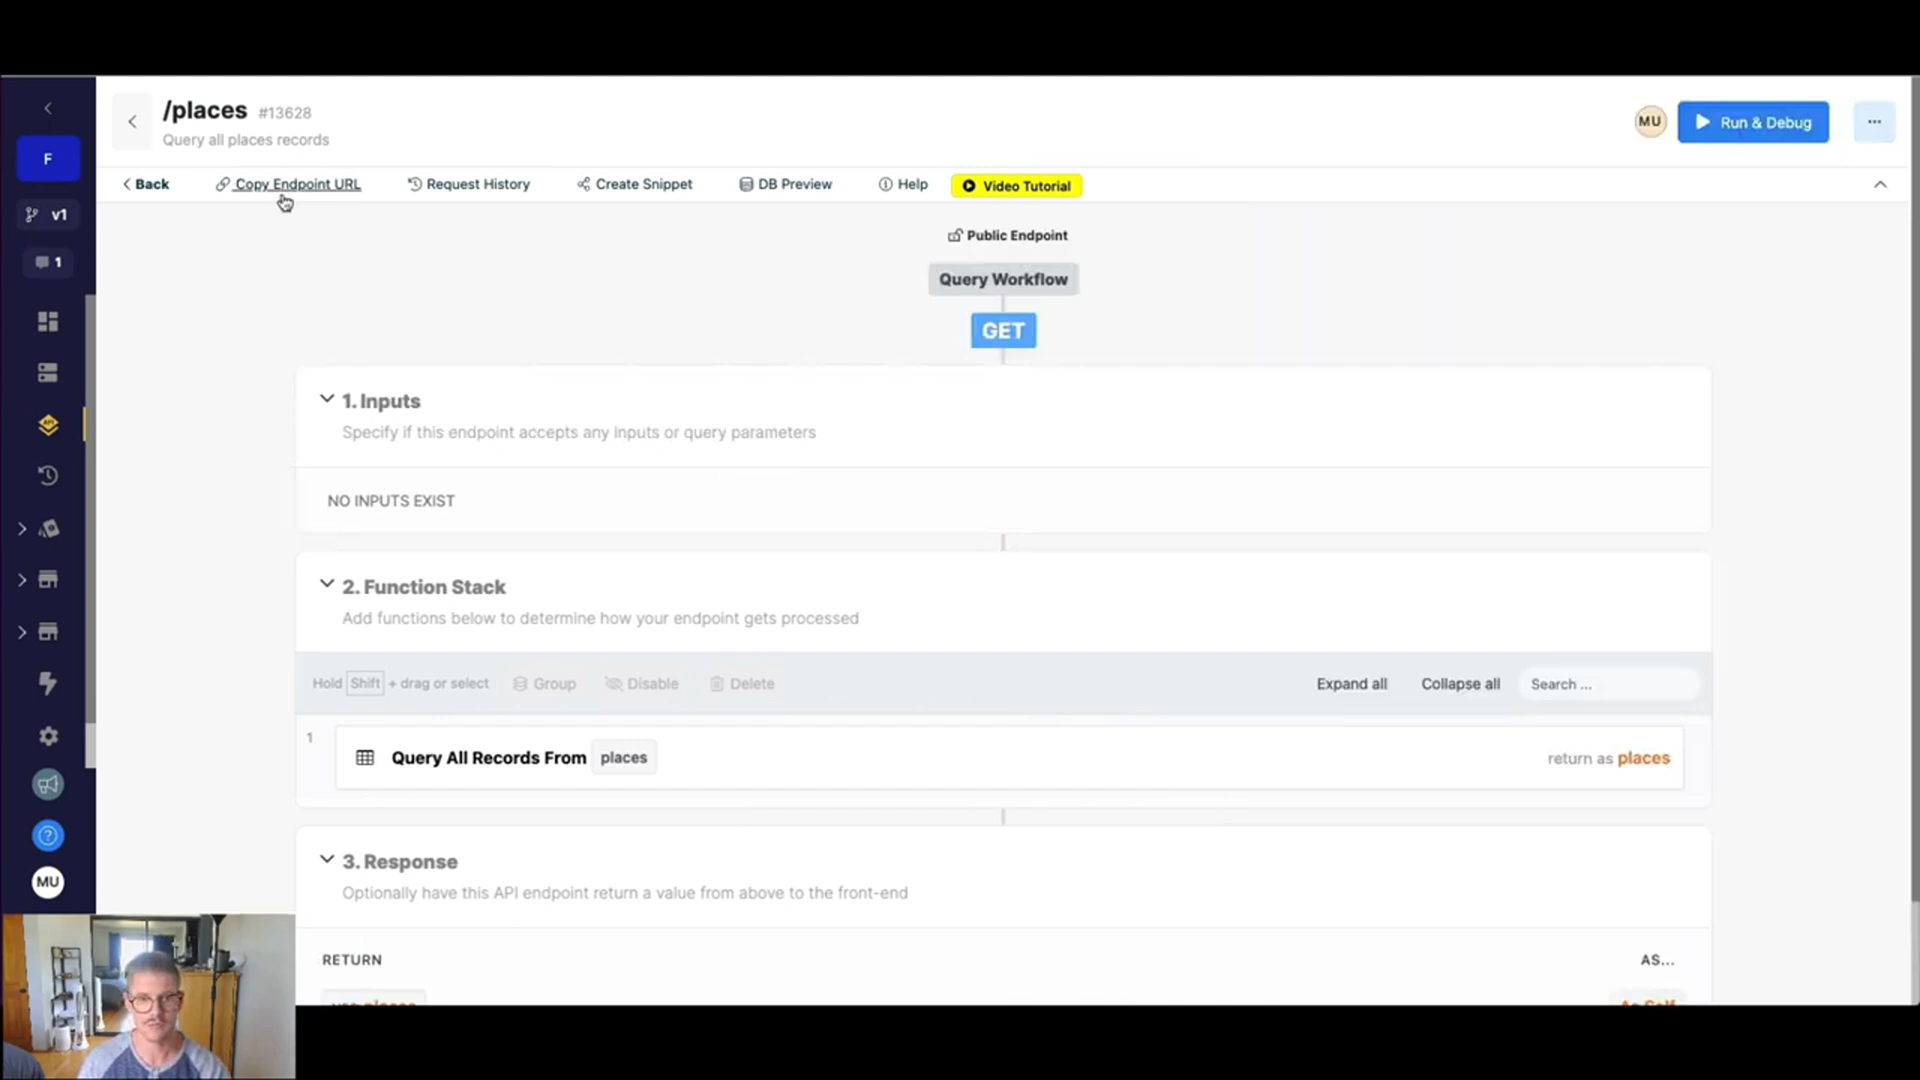 /places #13628
Query all places records
MU
Run & Debug
F
v1
1
Back
Copy Endpoint URL
Request History
Create Snippet
DB Preview
Help
Video Tutorial
Public Endpoint
Query Workflow
GET
1. Inputs
Specify if this endpoint accepts any inputs or query parameters
NO INPUTS EXIST
2. Function Stack
Add functions below to determine how your endpoint gets processed
Hold Shift + drag or select
Group
Disable
Delete
Expand all
Collapse all
Search ...
1
Query All Records From places
return as places
3. Response
Optionally have this API endpoint return a value from above to the front-end
RETURN
AS...
API
?
MU